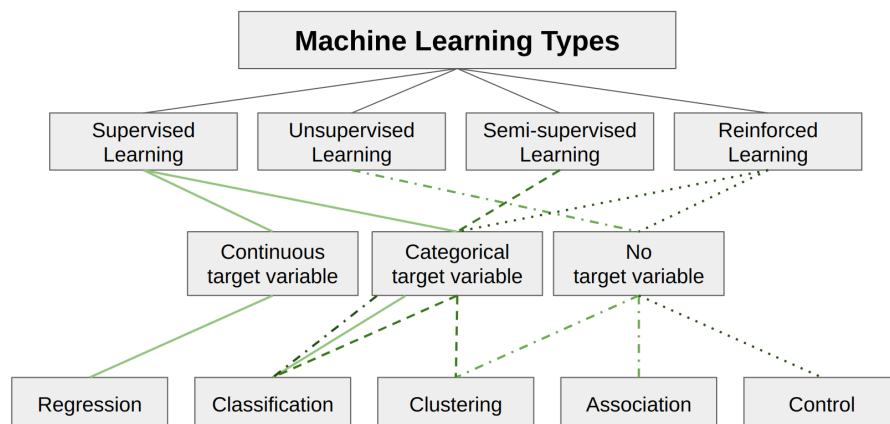 Machine Learning Types
Supervised
Learning
Unsupervised
Learning
Semi-supervised
Learning
Reinforced
Learning
Continuous
target variable
Categorical
target variable
No
target variable
Regression
Classification
Clustering
Association
Control